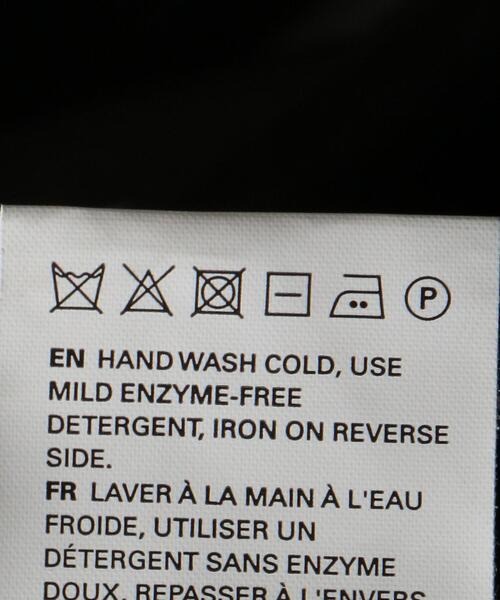 P
EN HAND WASH COLD, USE
MILD ENZYME-FREE
DETERGENT, IRON ON REVERSE
SIDE.
FR LAVER À LA MAIN À L'EAU
FROIDE, UTILISER UN
DÉTERGENT SANS ENZYME
DOUX. REPASSER À L'ENVERS